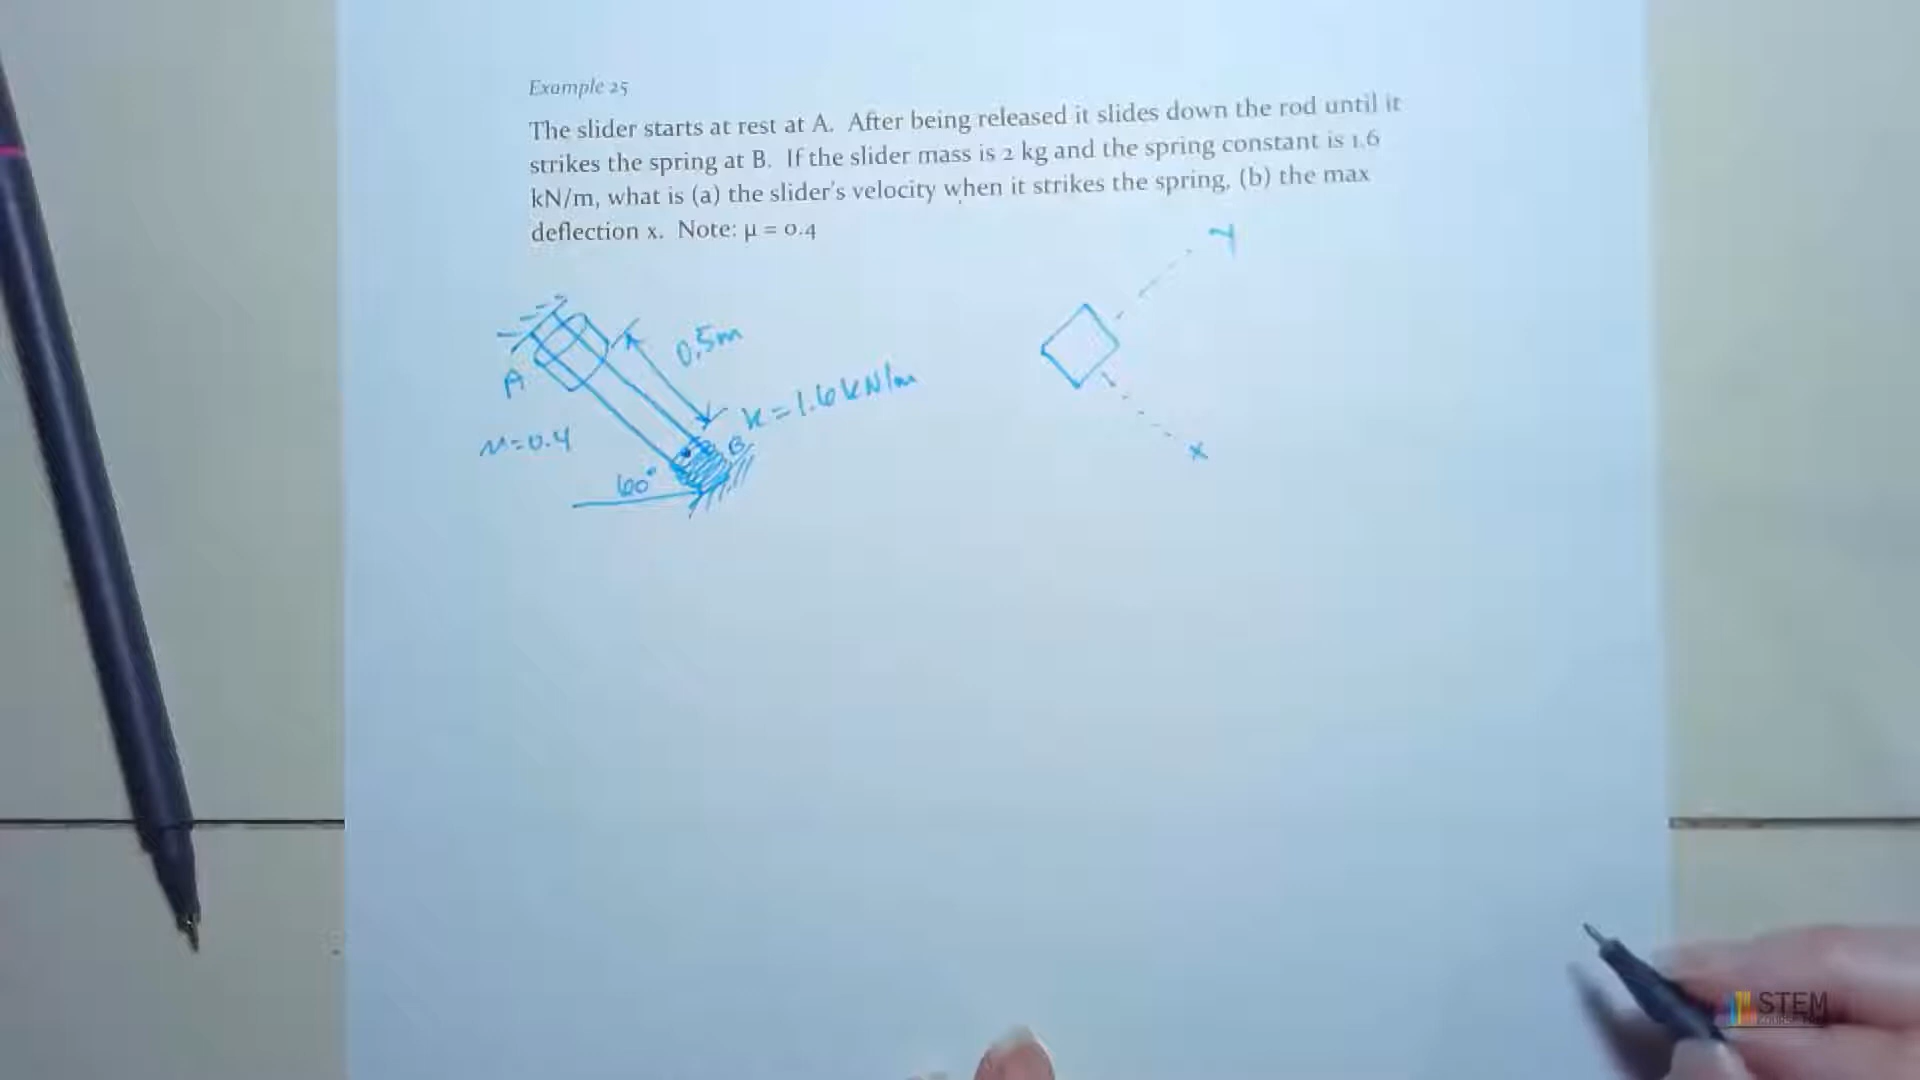 Example 25
The slider starts at rest at A. After being released it slides down the rod until it
strikes the spring at B. If the slider mass is 2 kg and the spring constant is 1.6
kN/m, what is (a) the slider's velocity when it strikes the spring, (b) the max
deflection x. Note: μ = 0.4
Y
0.5m
A
k=1.6kN/m
μ=0.4
B
60°
x
STEM